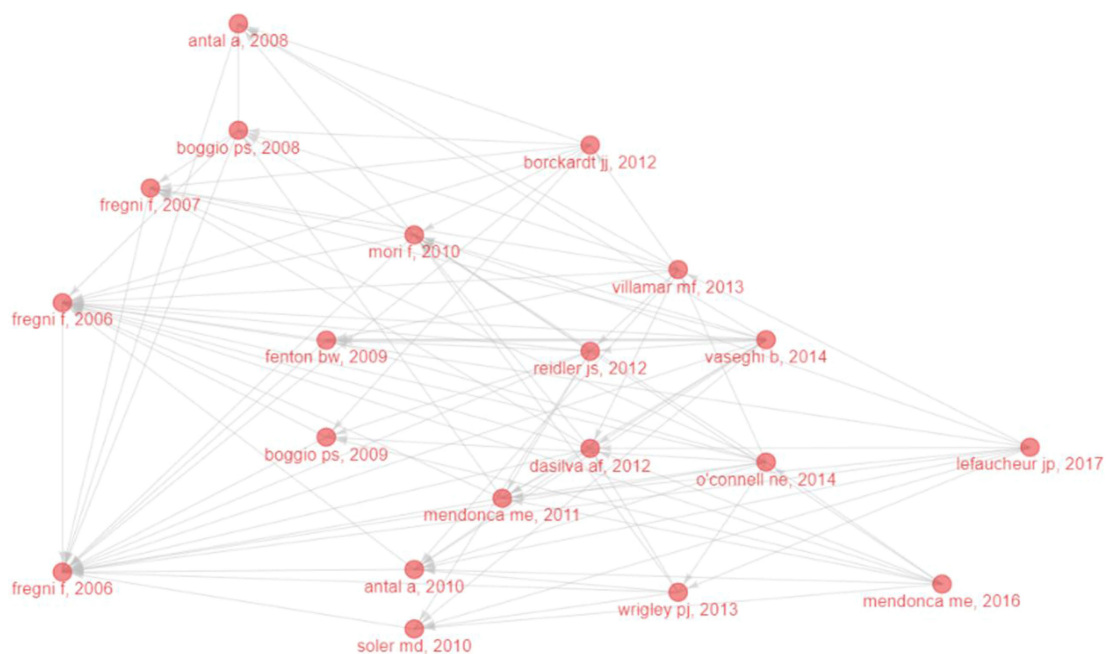 antal a, 2008
boggio ps, 2008
borckardt jj, 2012
fregni f, 2007
mori f, 2010
villamar mf, 2013
fregni f, 2006
fenton bw, 2009
reidler js, 2012
vaseghi b, 2014
boggio ps, 2009
dasilva af, 2012
o'connell ne, 2014
lefaucheur jp, 2017
mendonca me, 2011
fregni f, 2006
antal a, 2010
wrigley pj, 2013
mendonca me, 2016
soler md, 2010